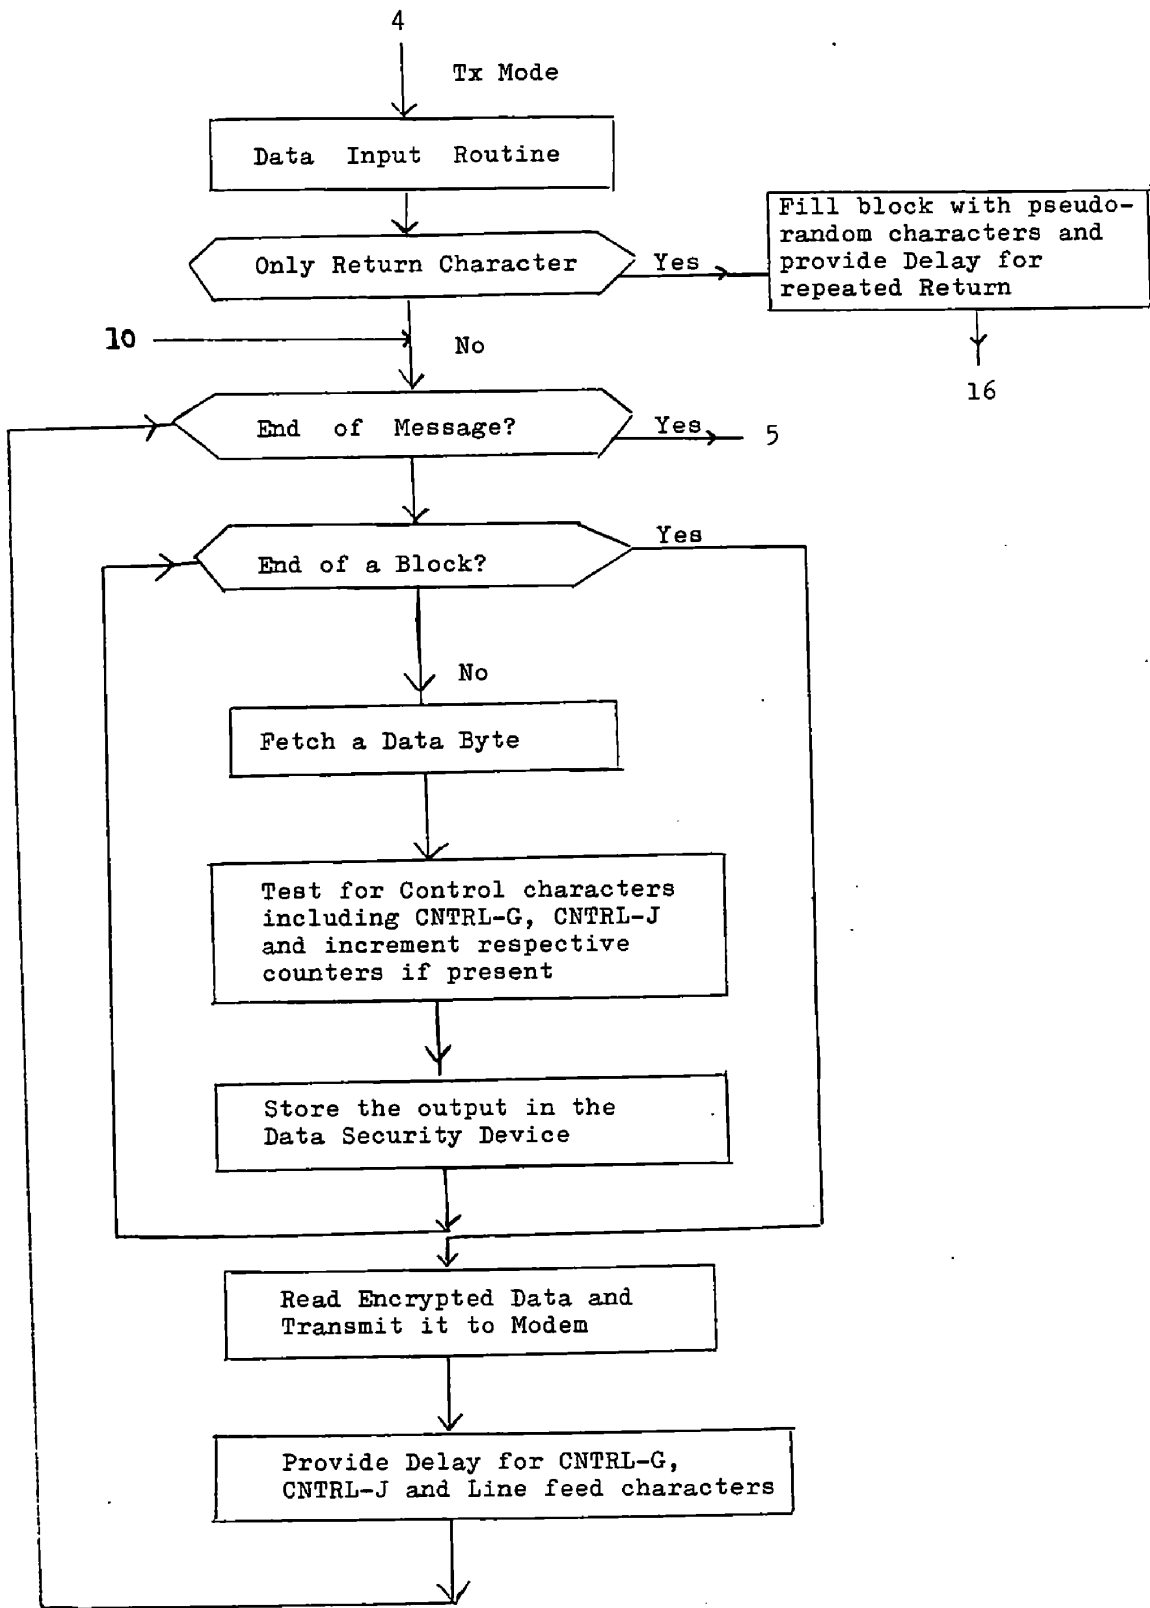 4
Tx Mode
Data Input Routine
Only Return Character
Yes
Fill block with pseudo-
random characters and
provide Delay for
repeated Return
10
No
16
End of Message?
Yes
5
End of a Block?
Yes
No
Fetch a Data Byte
Test for Control characters
including CNTRL-G, CNTRL-J
and increment respective
counters if present
Store the output in the
Data Security Device
Read Encrypted Data and
Transmit it to Modem
Provide Delay for CNTRL-G,
CNTRL-J and Line feed characters